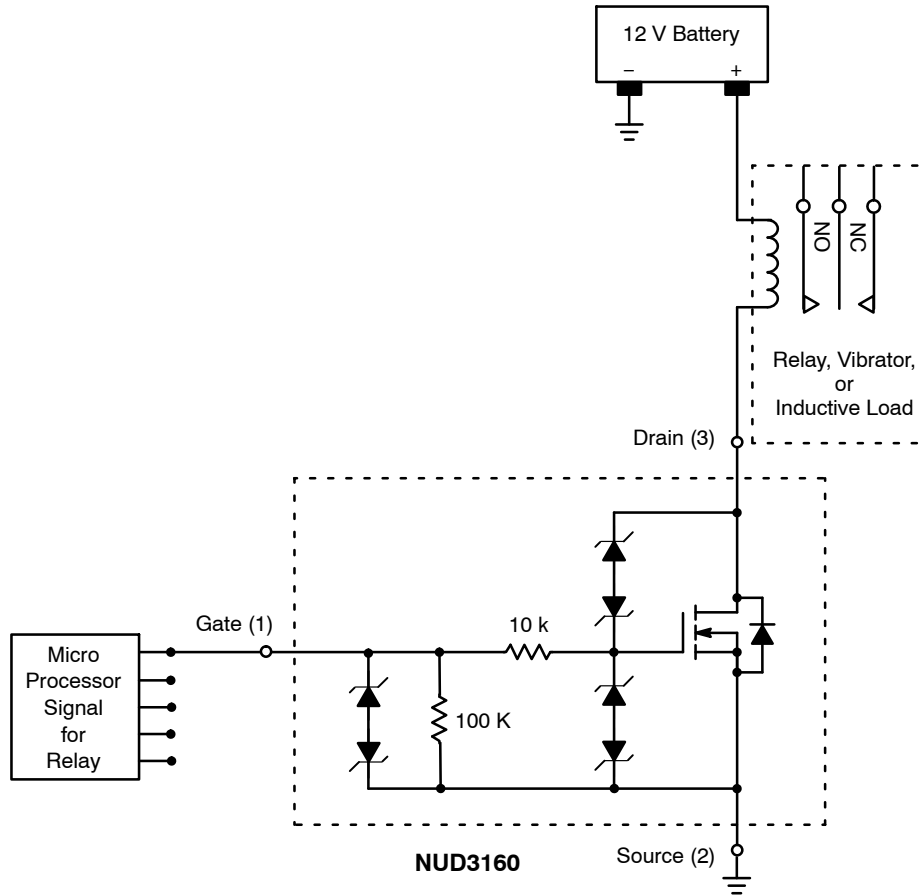 12 V Battery
– +
NO
NC
Relay, Vibrator,
or
Inductive Load
Drain (3)
Gate (1)
10 k
Micro
Processor
Signal
for
Relay
100 K
NUD3160
Source (2)